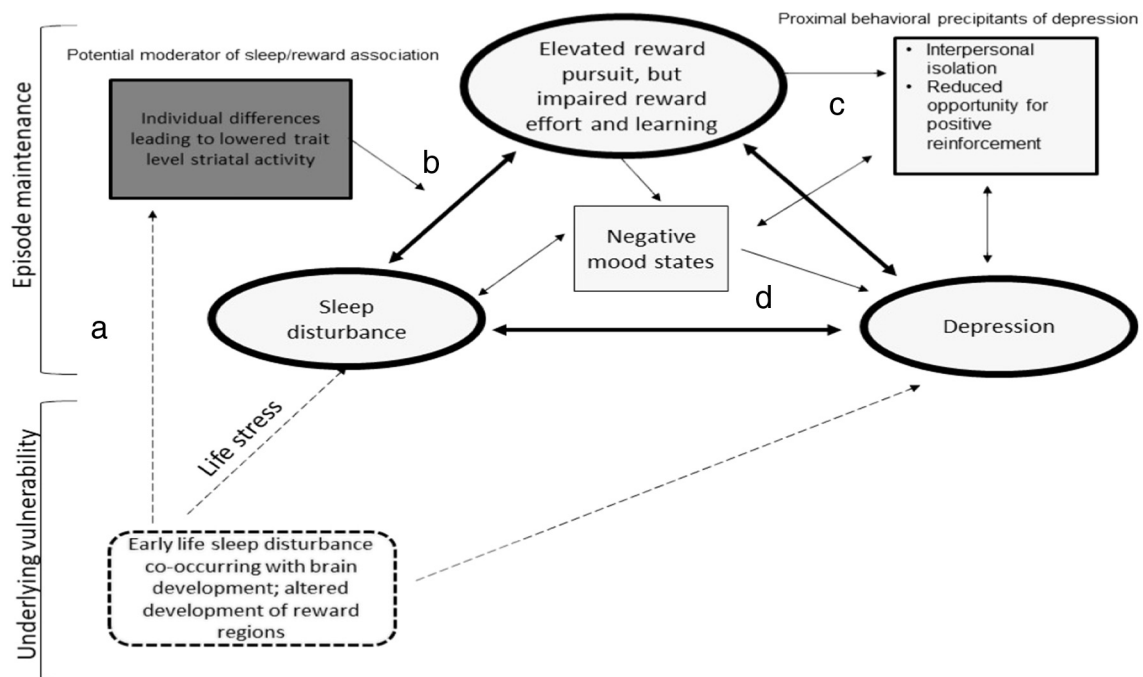 Proximal behavioral precipitants of depression
Potential moderator of sleep/reward association
Elevated reward
pursuit, but
impaired reward
effort and learning
• Interpersonal
isolation
• Reduced
opportunity for
positive
reinforcement
Individual differences
leading to lowered trait
level striatal activity
b
c
Negative
mood states
d
Sleep
disturbance
Depression
a
Episode maintenance
Life stress
Underlying vulnerability
Early life sleep disturbance
co-occurring with brain
development; altered
development of reward
regions